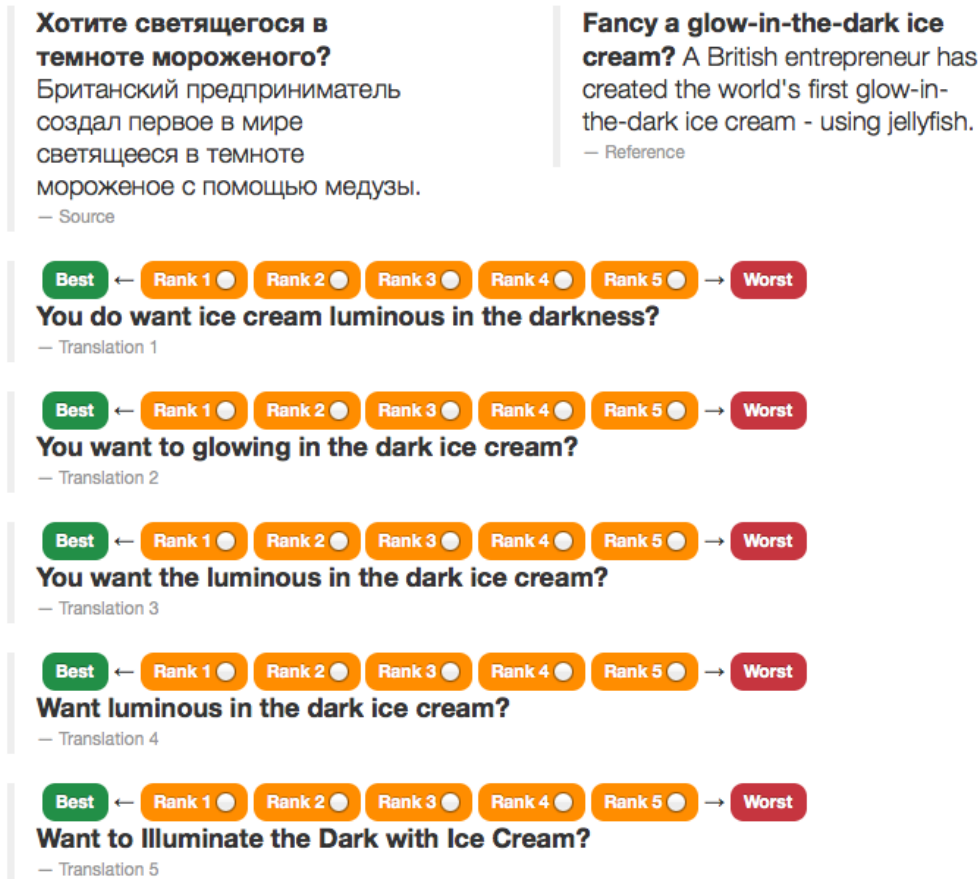 Хотите светящегося в
темноте мороженого?
Британский предприниматель
создал первое в мире
светящееся в темноте
мороженое с помощью медузы.
— Source
Fancy a glow-in-the-dark ice
cream? A British entrepreneur has
created the world's first glow-in-
the-dark ice cream - using jellyfish.
— Reference
Best ← Rank 1 Rank 2 Rank 3 Rank 4 Rank 5 → Worst
You do want ice cream luminous in the darkness?
— Translation 1
Best ← Rank 1 Rank 2 Rank 3 Rank 4 Rank 5 → Worst
You want to glowing in the dark ice cream?
— Translation 2
Best ← Rank 1 Rank 2 Rank 3 Rank 4 Rank 5 → Worst
You want the luminous in the dark ice cream?
— Translation 3
Best ← Rank 1 Rank 2 Rank 3 Rank 4 Rank 5 → Worst
Want luminous in the dark ice cream?
— Translation 4
Best ← Rank 1 Rank 2 Rank 3 Rank 4 Rank 5 → Worst
Want to Illuminate the Dark with Ice Cream?
— Translation 5